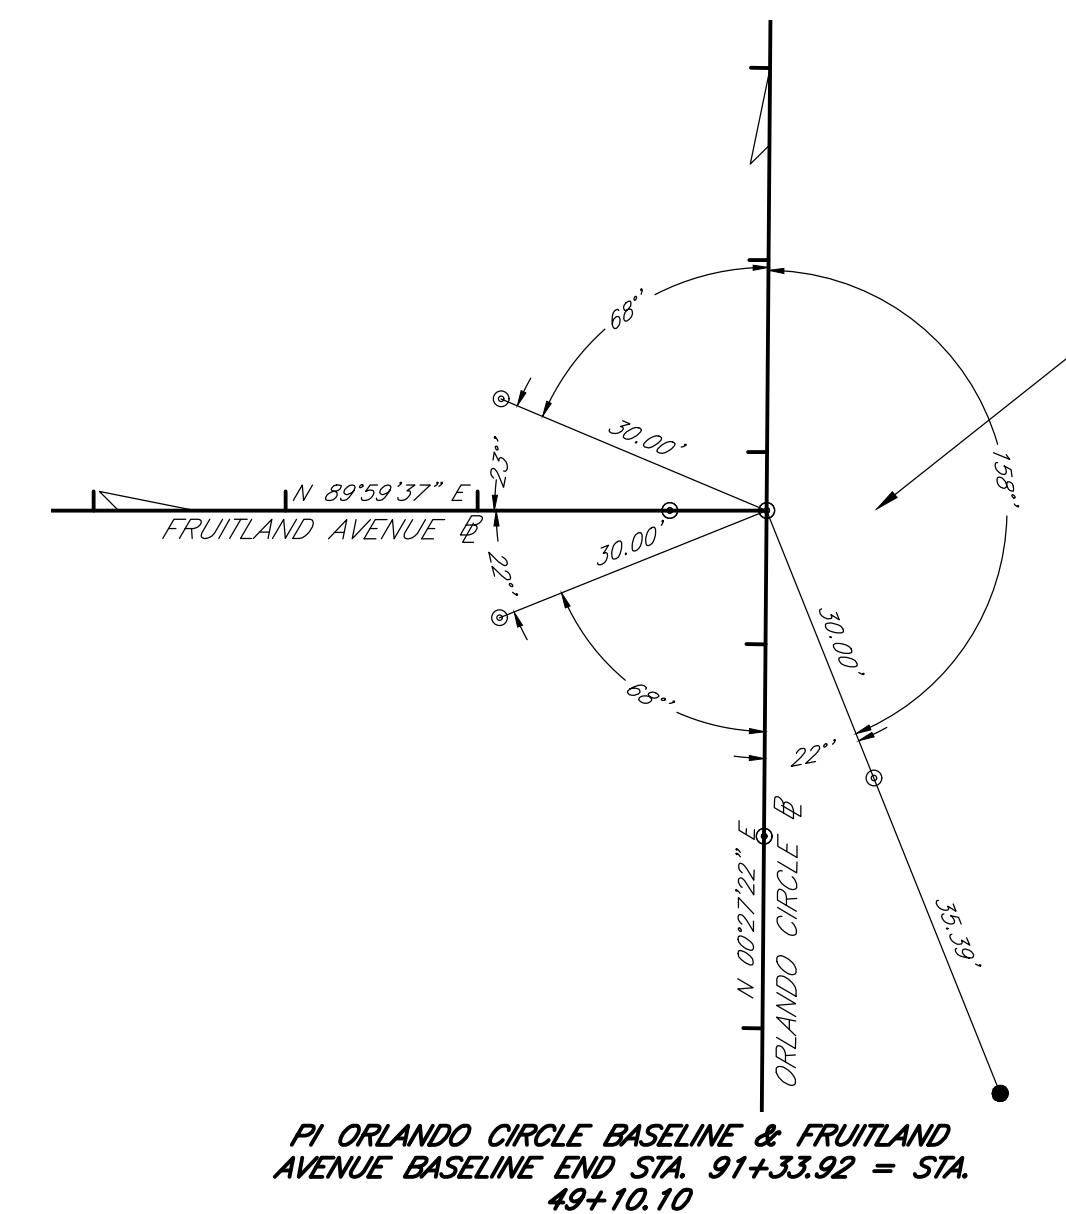 68°'
30.00'
23°'
N 89°59'37" E
FRUITLAND AVENUE ⅊
158°'
30.00'
22°'
30.00'
68°'
22°'
N 00°27'22" E
ORLANDO CIRCLE ⅊
35.39'
PI ORLANDO CIRCLE BASELINE & FRUITLAND
AVENUE BASELINE END STA. 91+33.92 = STA.
49+10.10